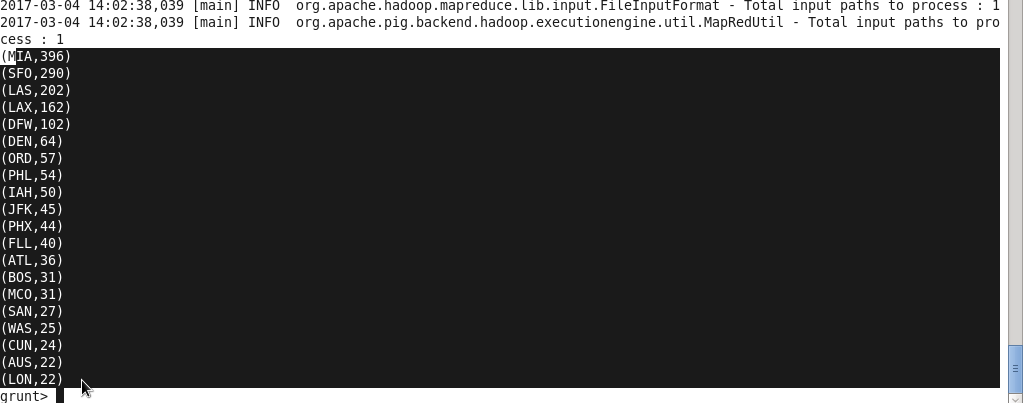 2017-03-04 14:02:38,039 [main] INFO  org.apache.hadoop.mapreduce.lib.input.FileInputFormat - Total input paths to process : 1
2017-03-04 14:02:38,039 [main] INFO  org.apache.pig.backend.hadoop.executionengine.util.MapRedUtil - Total input paths to pro
cess : 1
(MIA,396)
(SFO,290)
(LAS,202)
(LAX,162)
(DFW,102)
(DEN,64)
(ORD,57)
(PHL,54)
(IAH,50)
(JFK,45)
(PHX,44)
(FLL,40)
(ATL,36)
(BOS,31)
(MCO,31)
(SAN,27)
(WAS,25)
(CUN,24)
(AUS,22)
(LON,22)
grunt>